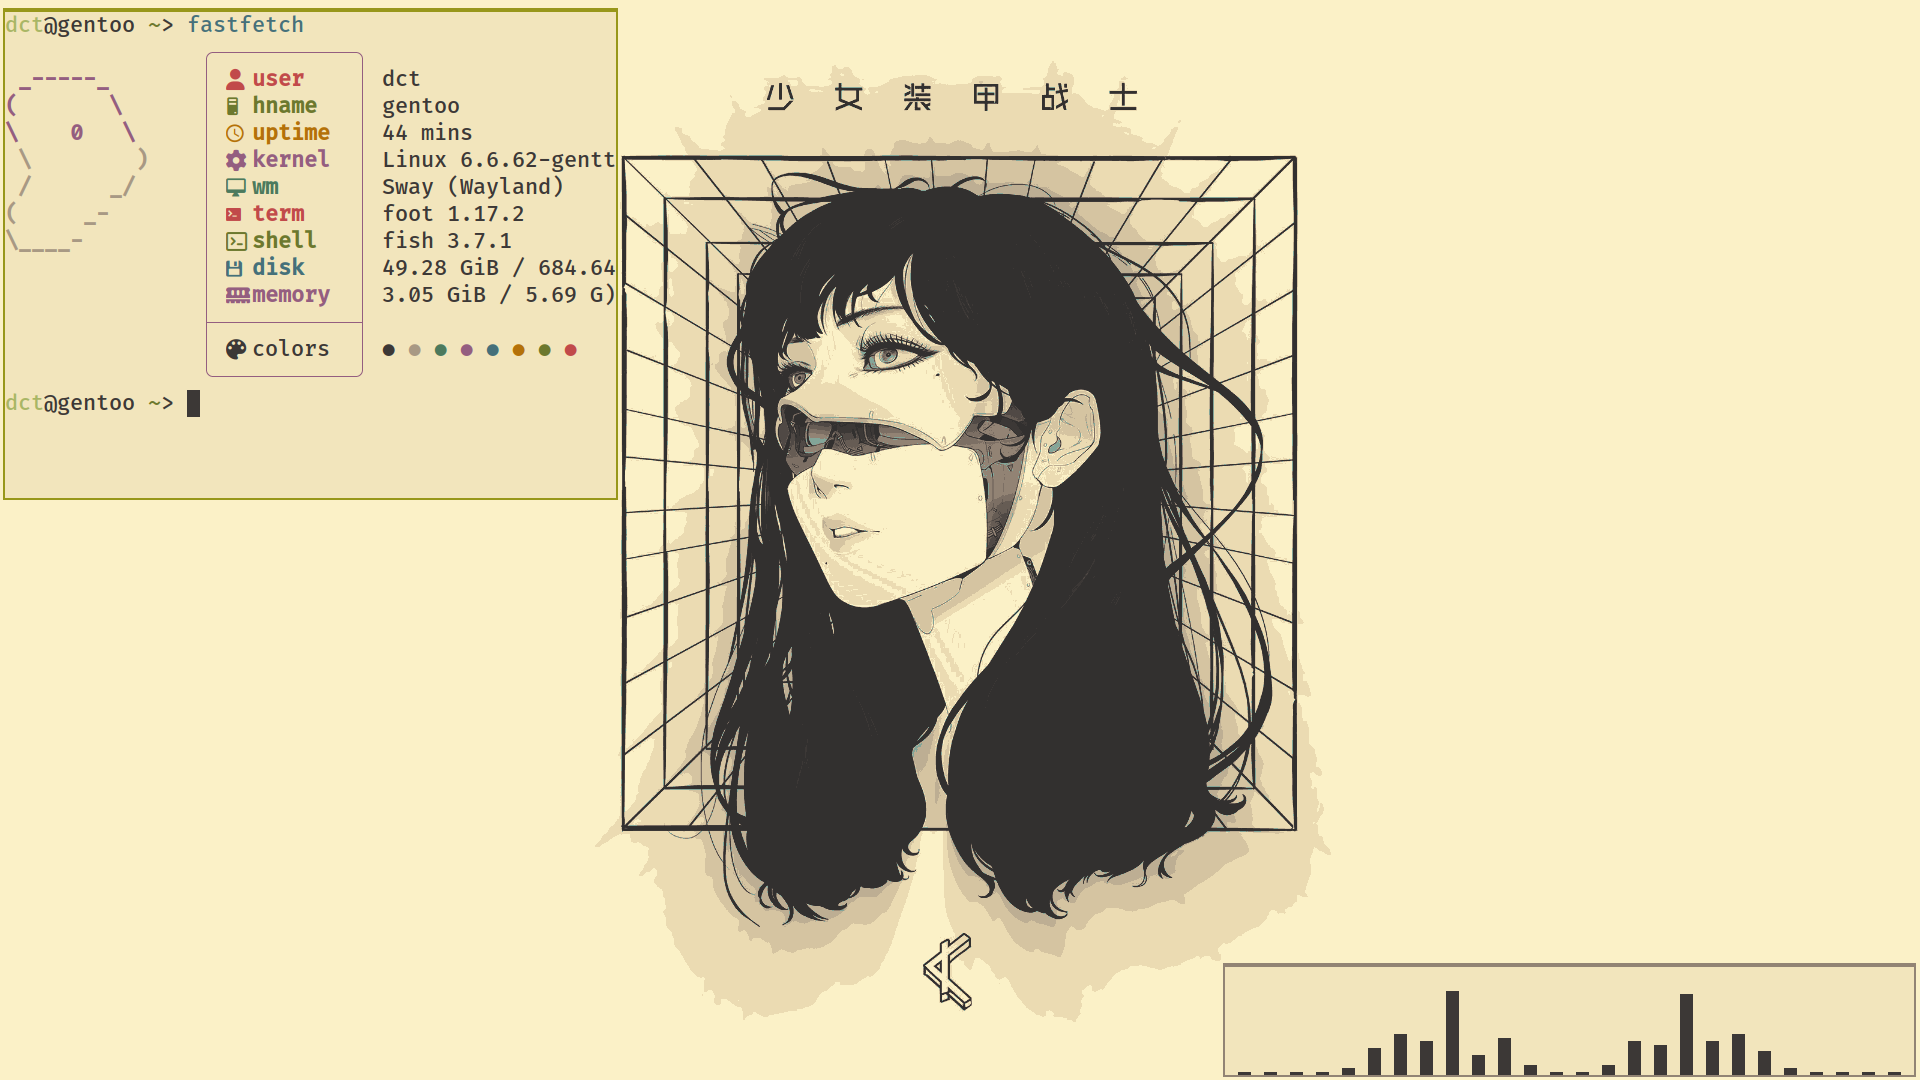 dct@gentoo ~> fastfetch
user dct
hname gentoo
uptime 44 mins
kernel Linux 6.6.62-gentt
wm Sway (Wayland)
term foot 1.17.2
shell fish 3.7.1
disk 49.28 GiB / 684.64
memory 3.05 GiB / 5.69 G)
colors
dct@gentoo ~>
少女装甲战士